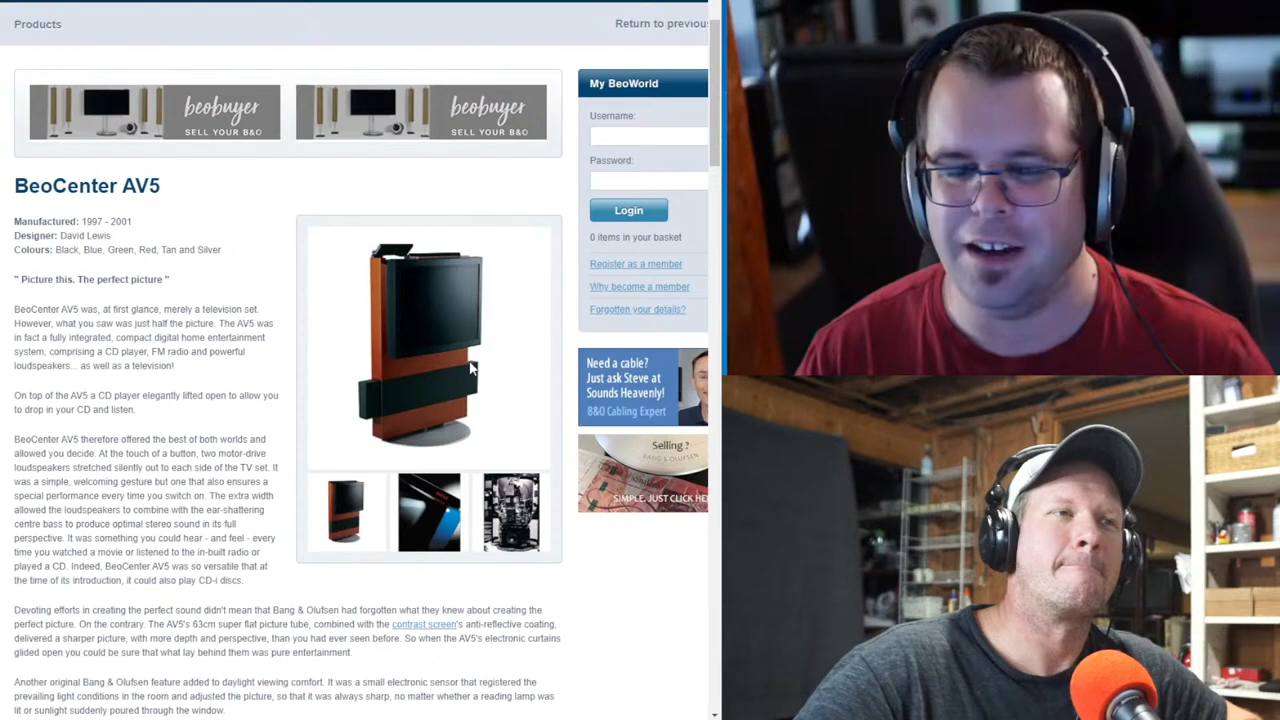 Products
Return to previou
beobuyer
SELL YOUR B&O
beobuyer
SELL YOUR B&O
My BeoWorld
Username:
Password:
Login
0 items in your basket
Register as a member
Why become a member
Forgotten your details?
Need a cable?
Just ask Steve at
Sounds Heavenly!
B&O Cabling Expert
Selling ?
BANG & OLUFSEN
SIMPLE. JUST CLICK HE
BeoCenter AV5
Manufactured: 1997 - 2001
Designer: David Lewis
Colours: Black, Blue, Green, Red, Tan and Silver
" Picture this. The perfect picture "
BeoCenter AV5 was, at first glance, merely a television set.
However, what you saw was just half the picture. The AV5 was
in fact a fully integrated, compact digital home entertainment
system, comprising a CD player, FM radio and powerful
loudspeakers... as well as a television!
On top of the AV5 a CD player elegantly lifted open to allow you
to drop in your CD and listen.
BeoCenter AV5 therefore offered the best of both worlds and
allowed you decide. At the touch of a button, two motor-drive
loudspeakers stretched silently out to each side of the TV set. It
was a simple, welcoming gesture but one that also ensures a
special performance every time you switch on. The extra width
allowed the loudspeakers to combine with the ear-shattering
centre bass to produce optimal stereo sound in its full
perspective. It was something you could hear - and feel - every
time you watched a movie or listened to the in-built radio or
played a CD. Indeed, BeoCenter AV5 was so versatile that at
the time of its introduction, it could also play CD-i discs.
Devoting efforts in creating the perfect sound didn't mean that Bang & Olufsen had forgotten what they knew about creating the
perfect picture. On the contrary. The AV5's 63cm super flat picture tube, combined with the contrast screen's anti-reflective coating,
delivered a sharper picture, with more depth and perspective, than you had ever seen before. So when the AV5's electronic curtains
glided open you could be sure that what lay behind them was pure entertainment.
Another original Bang & Olufsen feature added to daylight viewing comfort. It was a small electronic sensor that registered the
prevailing light conditions in the room and adjusted the picture, so that it was always sharp, no matter whether a reading lamp was
lit or sunlight suddenly poured through the window.